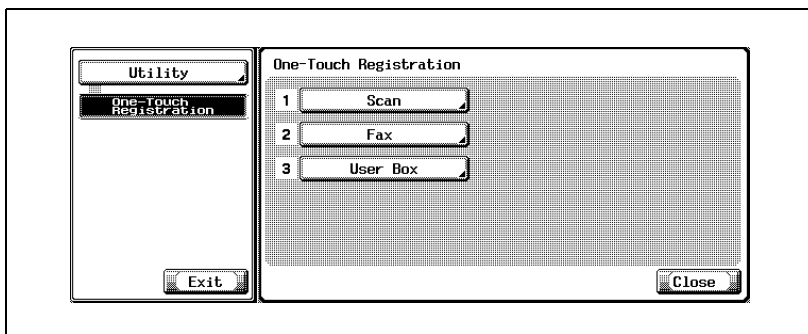 Utility
One-Touch
Registration
Exit
One-Touch Registration
1 Scan
2 Fax
3 User Box
Close